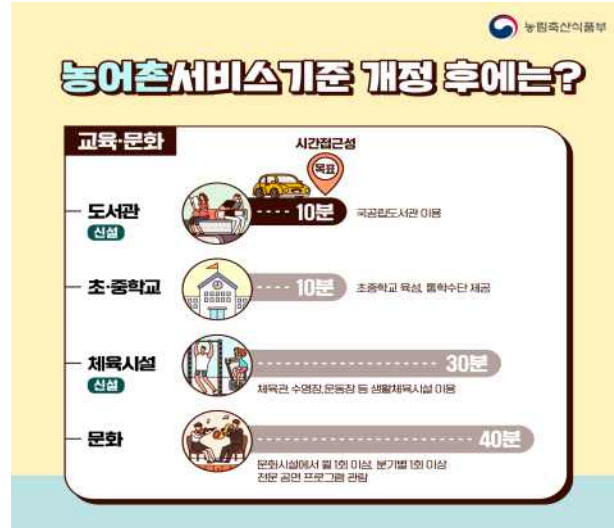 농림축산식품부
농어촌서비스기준 개정 후에는?
교육·문화
시간접근성
목표
도서관
신설
10분
국공립도서관 이용
초·중학교
10분
초중학교 육성, 통학수단 제공
체육시설
신설
30분
체육관 수영장,운동장 등 생활체육시설 이용
문화
40분
문화시설에서 월 1회 이상, 분기별 1회 이상
전문 공연 프로그램 관람